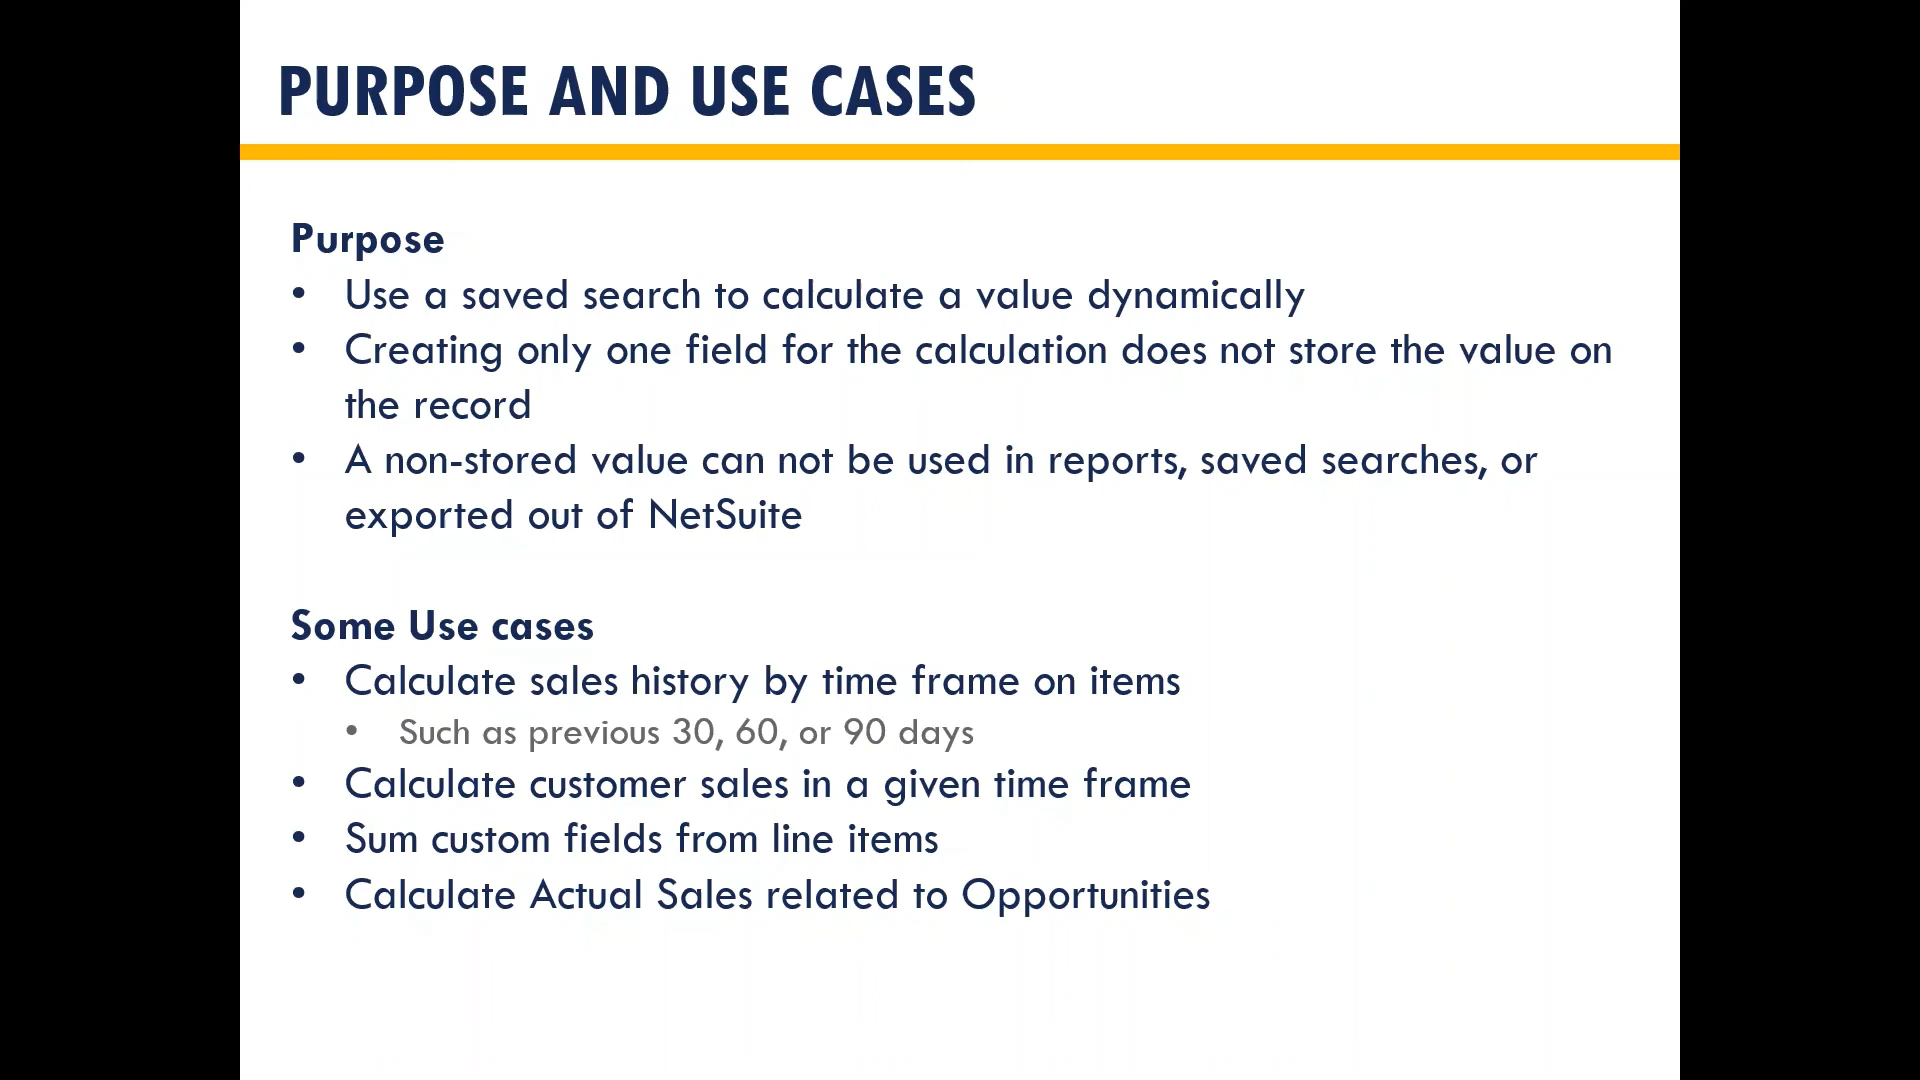 PURPOSE AND USE CASES
Purpose
• Use a saved search to calculate a value dynamically
• Creating only one field for the calculation does not store the value on
the record
• A non-stored value can not be used in reports, saved searches, or
exported out of NetSuite
Some Use cases
• Calculate sales history by time frame on items
• Such as previous 30, 60, or 90 days
• Calculate customer sales in a given time frame
• Sum custom fields from line items
• Calculate Actual Sales related to Opportunities